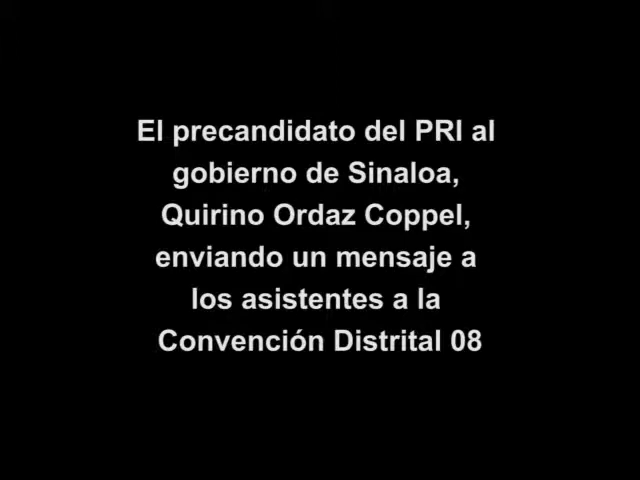 El precandidato del PRI al
gobierno de Sinaloa,
Quirino Ordaz Coppel,
enviando un mensaje a
los asistentes a la
Convención Distrital 08